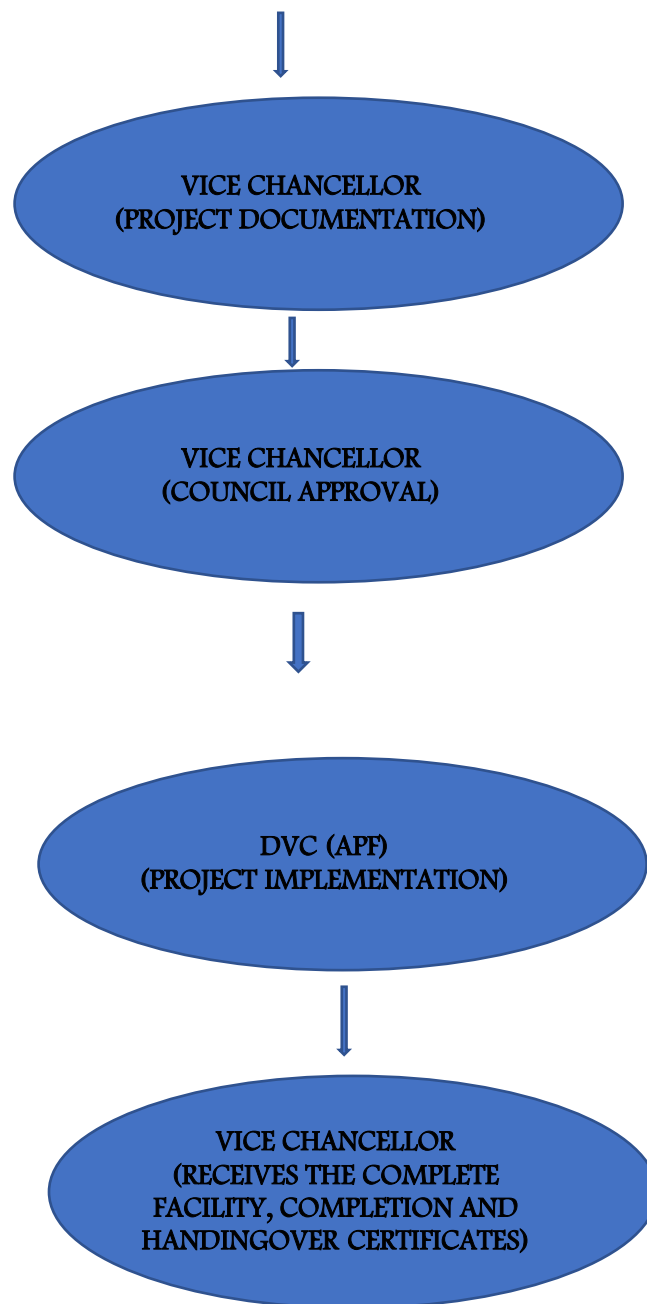 VICE CHANCELLOR
(PROJECT DOCUMENTATION)
VICE CHANCELLOR
(COUNCIL APPROVAL)
DVC (APF)
(PROJECT IMPLEMENTATION)
VICE CHANCELLOR
(RECEIVES THE COMPLETE
FACILITY, COMPLETION AND
HANDINGOVER CERTIFICATES)